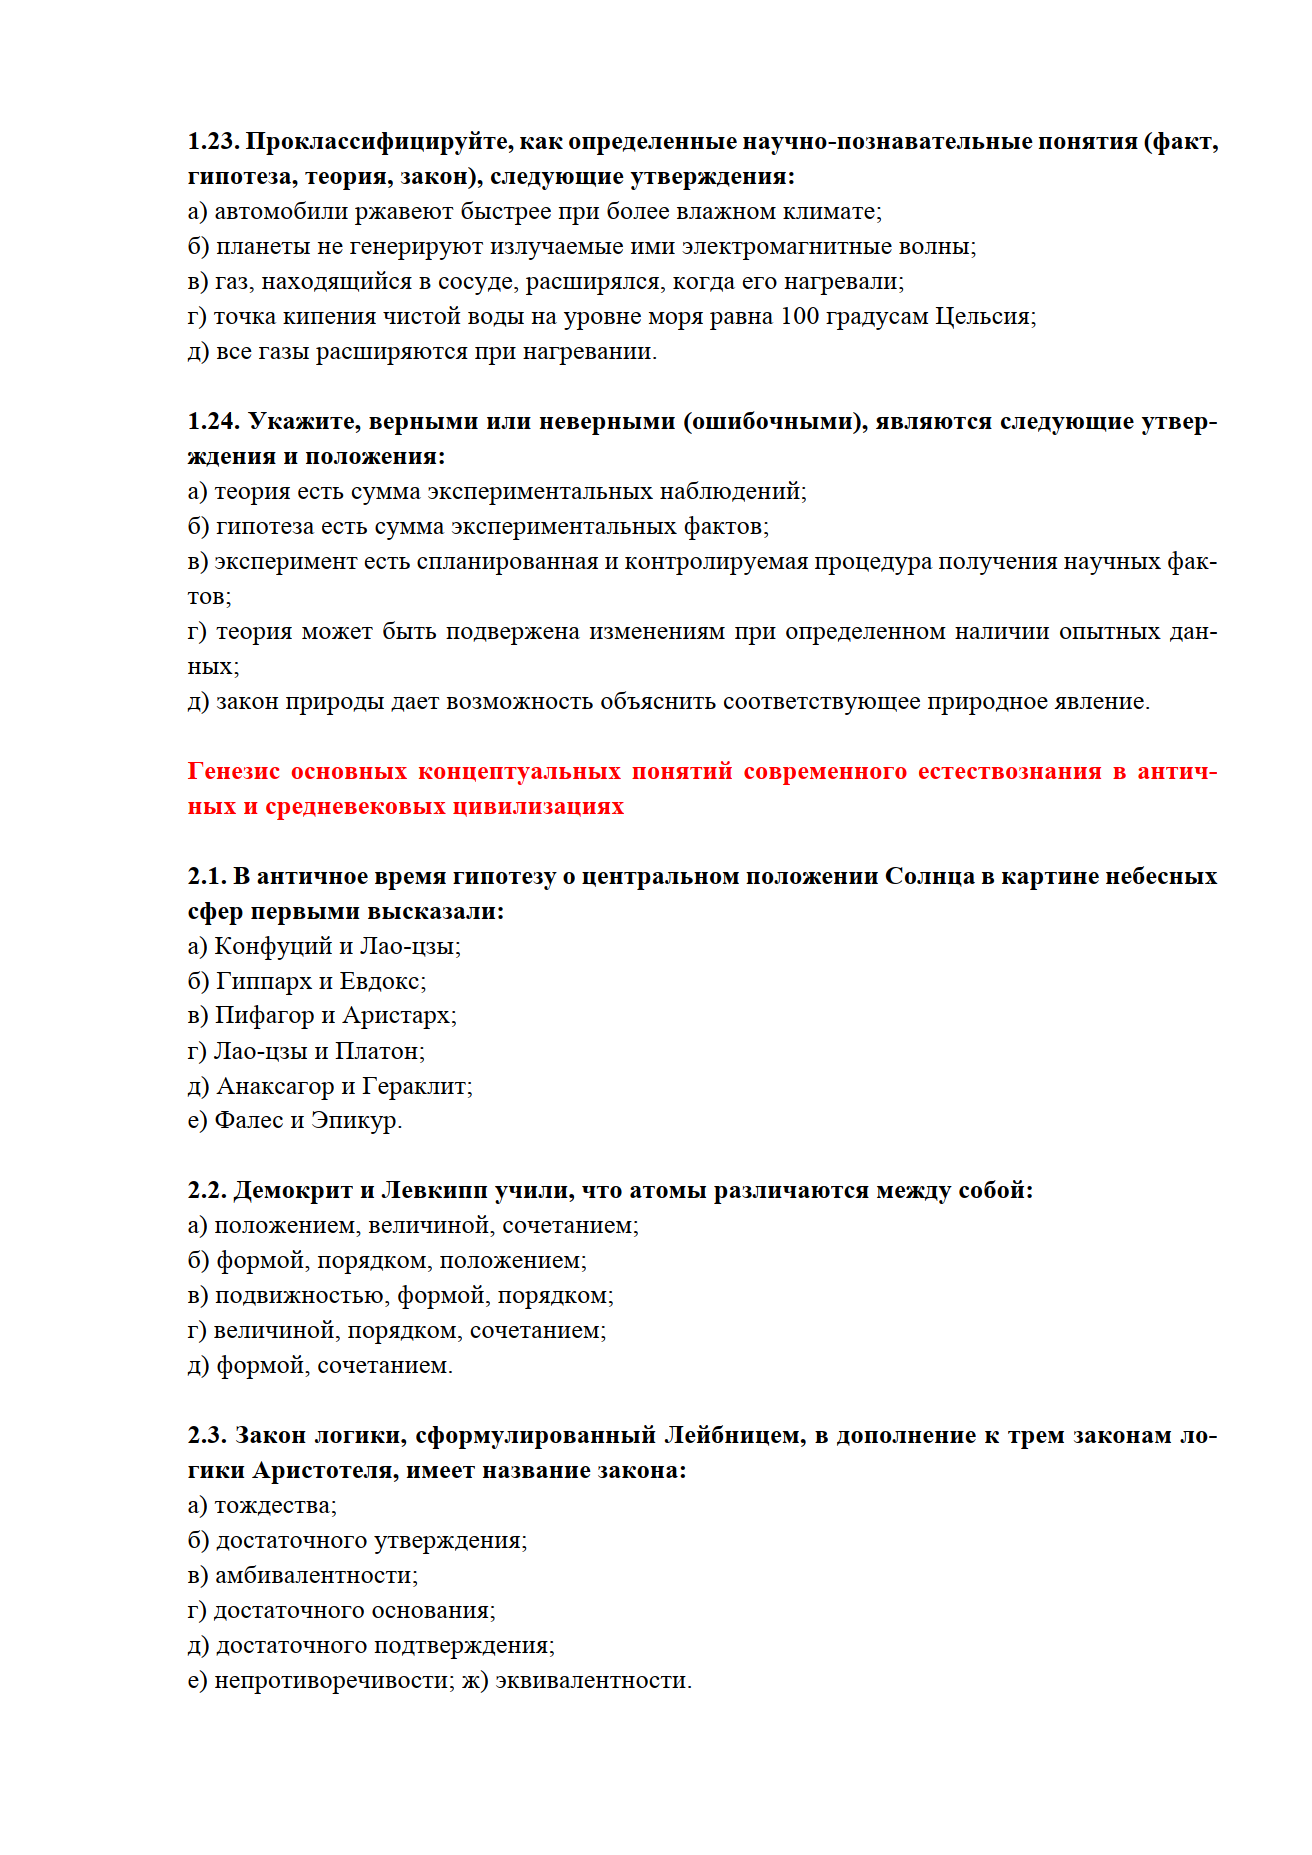 1.23. Проклассифицируйте, как определенные научно-познавательные понятия (факт,
гипотеза, теория, закон), следующие утверждения:
а) автомобили ржавеют быстрее при более влажном климате;
б) планеты не генерируют излучаемые ими электромагнитные волны;
в) газ, находящийся в сосуде, расширялся, когда его нагревали;
г) точка кипения чистой воды на уровне моря равна 100 градусам Цельсия;
д) все газы расширяются при нагревании.
1.24. Укажите, верными или неверными (ошибочными), являются следующие утвер-
ждения и положения:
а) теория есть сумма экспериментальных наблюдений;
б) гипотеза есть сумма экспериментальных фактов;
в) эксперимент есть спланированная и контролируемая процедура получения научных фак-
тов;
г) теория может быть подвержена изменениям при определенном наличии опытных дан-
ных;
д) закон природы дает возможность объяснить соответствующее природное явление.
Генезис основных концептуальных понятий современного естествознания в антич-
ных и средневековых цивилизациях
2.1. В античное время гипотезу о центральном положении Солнца в картине небесных
сфер первыми высказали:
а) Конфуций и Лао-цзы;
б) Гиппарх и Евдокс;
в) Пифагор и Аристарх;
г) Лао-цзы и Платон;
д) Анаксагор и Гераклит;
е) Фалес и Эпикур.
2.2. Демокрит и Левкипп учили, что атомы различаются между собой:
а) положением, величиной, сочетанием;
б) формой, порядком, положением;
в) подвижностью, формой, порядком;
г) величиной, порядком, сочетанием;
д) формой, сочетанием.
2.3. Закон логики, сформулированный Лейбницем, в дополнение к трем законам ло-
гики Аристотеля, имеет название закона:
а) тождества;
б) достаточного утверждения;
в) амбивалентности;
г) достаточного основания;
д) достаточного подтверждения;
е) непротиворечивости; ж) эквивалентности.